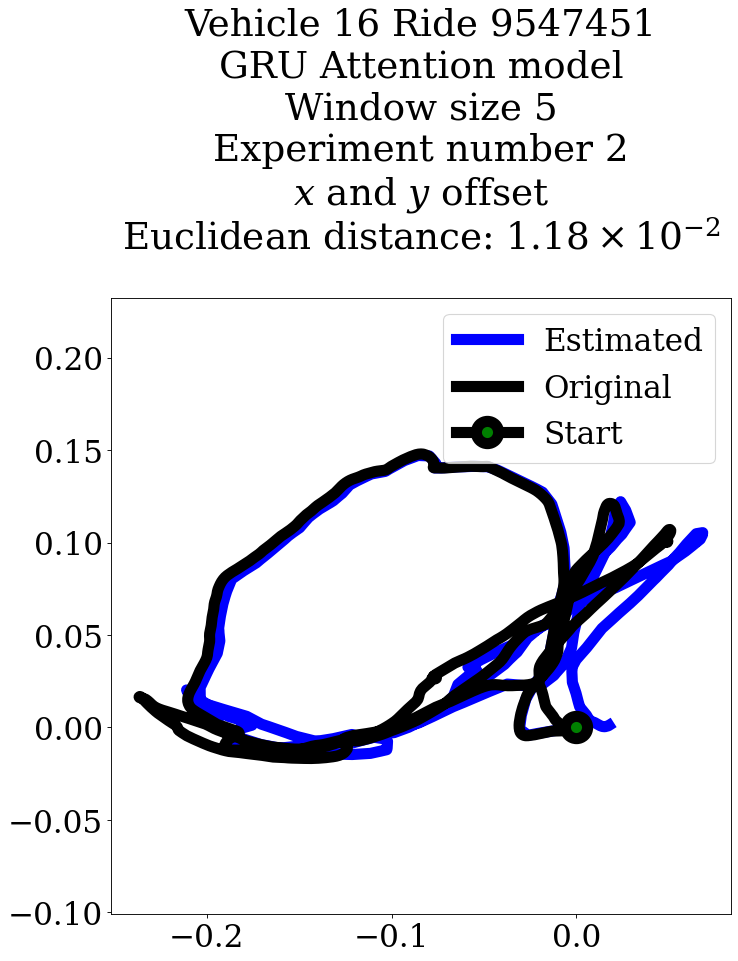 Vehicle 16 Ride 9547451
GRU Attention model
Window size 5
Experiment number 2
x and y offset
Euclidean distance: 1.18 × 10⁻²
Estimated
Original
Start
0.20
0.15
0.10
0.05
0.00
−0.05
−0.10
−0.2
−0.1
0.0